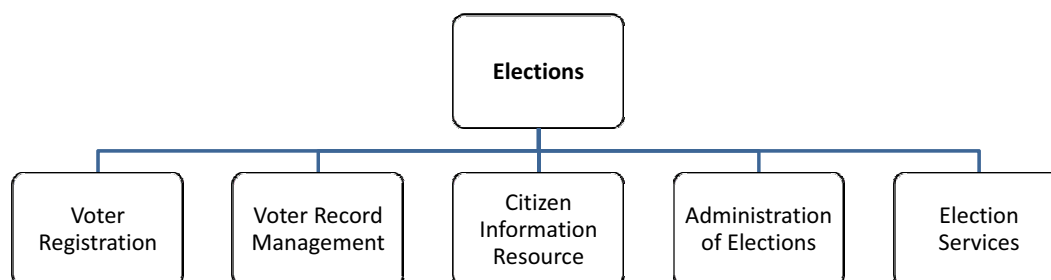 Elections
Voter
Registration
Voter Record
Management
Citizen
Information
Resource
Administration
of Elections
Election
Services